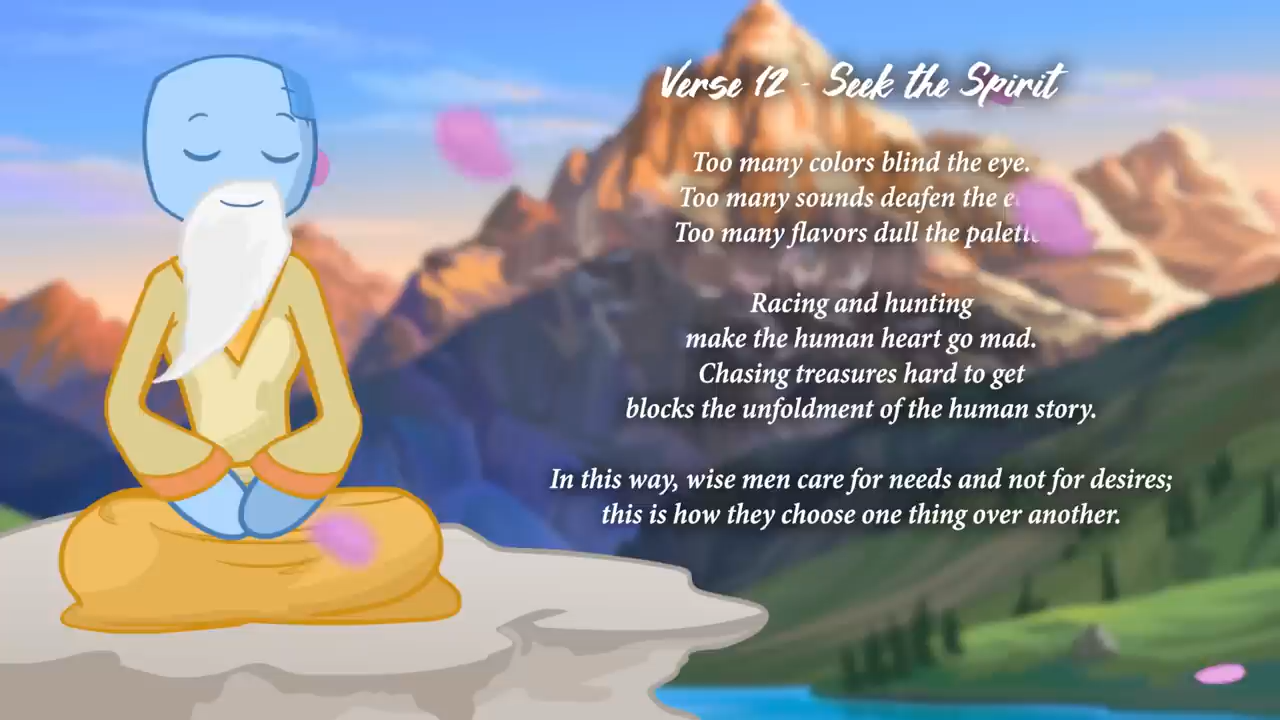 Verse 12 - Seek the Spirit
Too many colors blind the eye.
Too many sounds deafen the
Too many flavors dull the palette
Racing and hunting
make the human heart go mad.
Chasing treasures hard to get
blocks the unfoldment of the human story.
In this way, wise men care for needs and not for desires;
this is how they choose one thing over another.